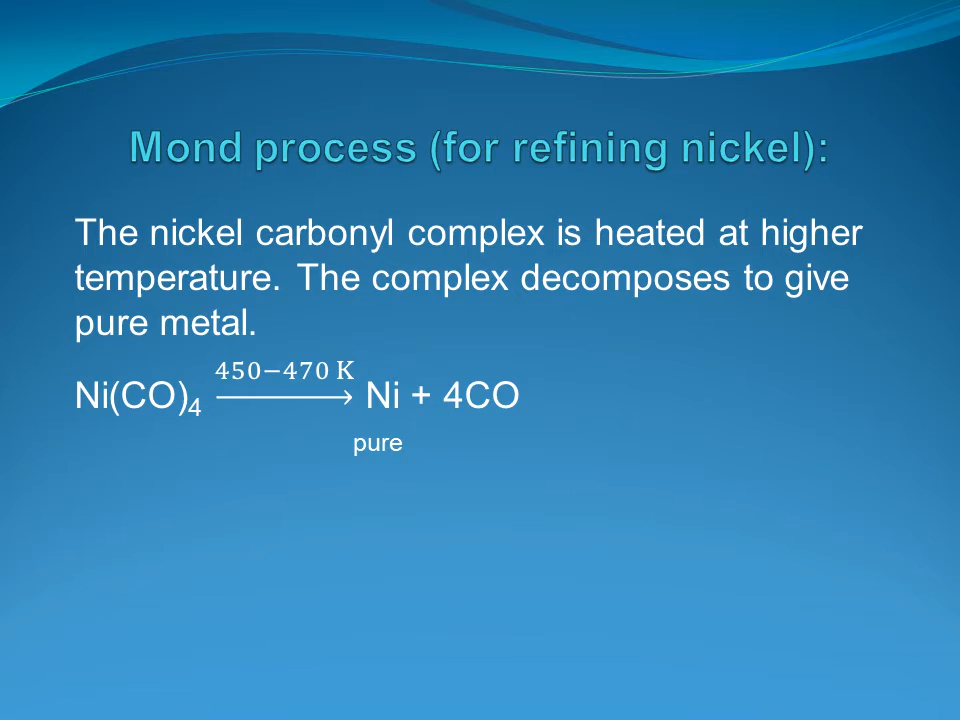 Mond process (for refining nickel):
The nickel carbonyl complex is heated at higher
temperature. The complex decomposes to give
pure metal.
Ni(CO)₄ $\xrightarrow{450-470 K}$ Ni + 4CO
pure